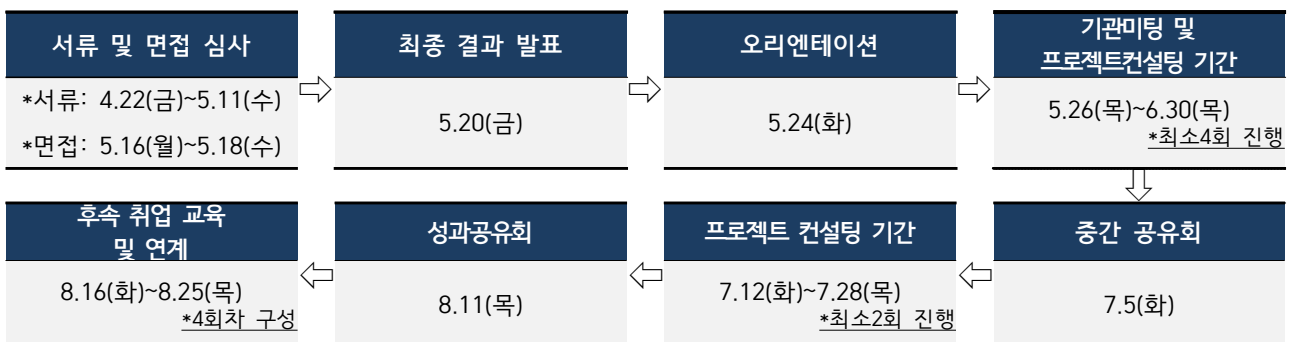 서류 및 면접 심사
*서류: 4.22(금)~5.11(수)
*면접: 5.16(월)~5.18(수)
최종 결과 발표
5.20(금)
오리엔테이션
5.24(화)
기관미팅 및
프로젝트컨설팅 기간
5.26(목)~6.30(목)
*최소4회 진행
중간 공유회
7.5(화)
프로젝트 컨설팅 기간
7.12(화)~7.28(목)
*최소2회 진행
성과공유회
8.11(목)
후속 취업 교육
및 연계
8.16(화)~8.25(목)
*4회차 구성